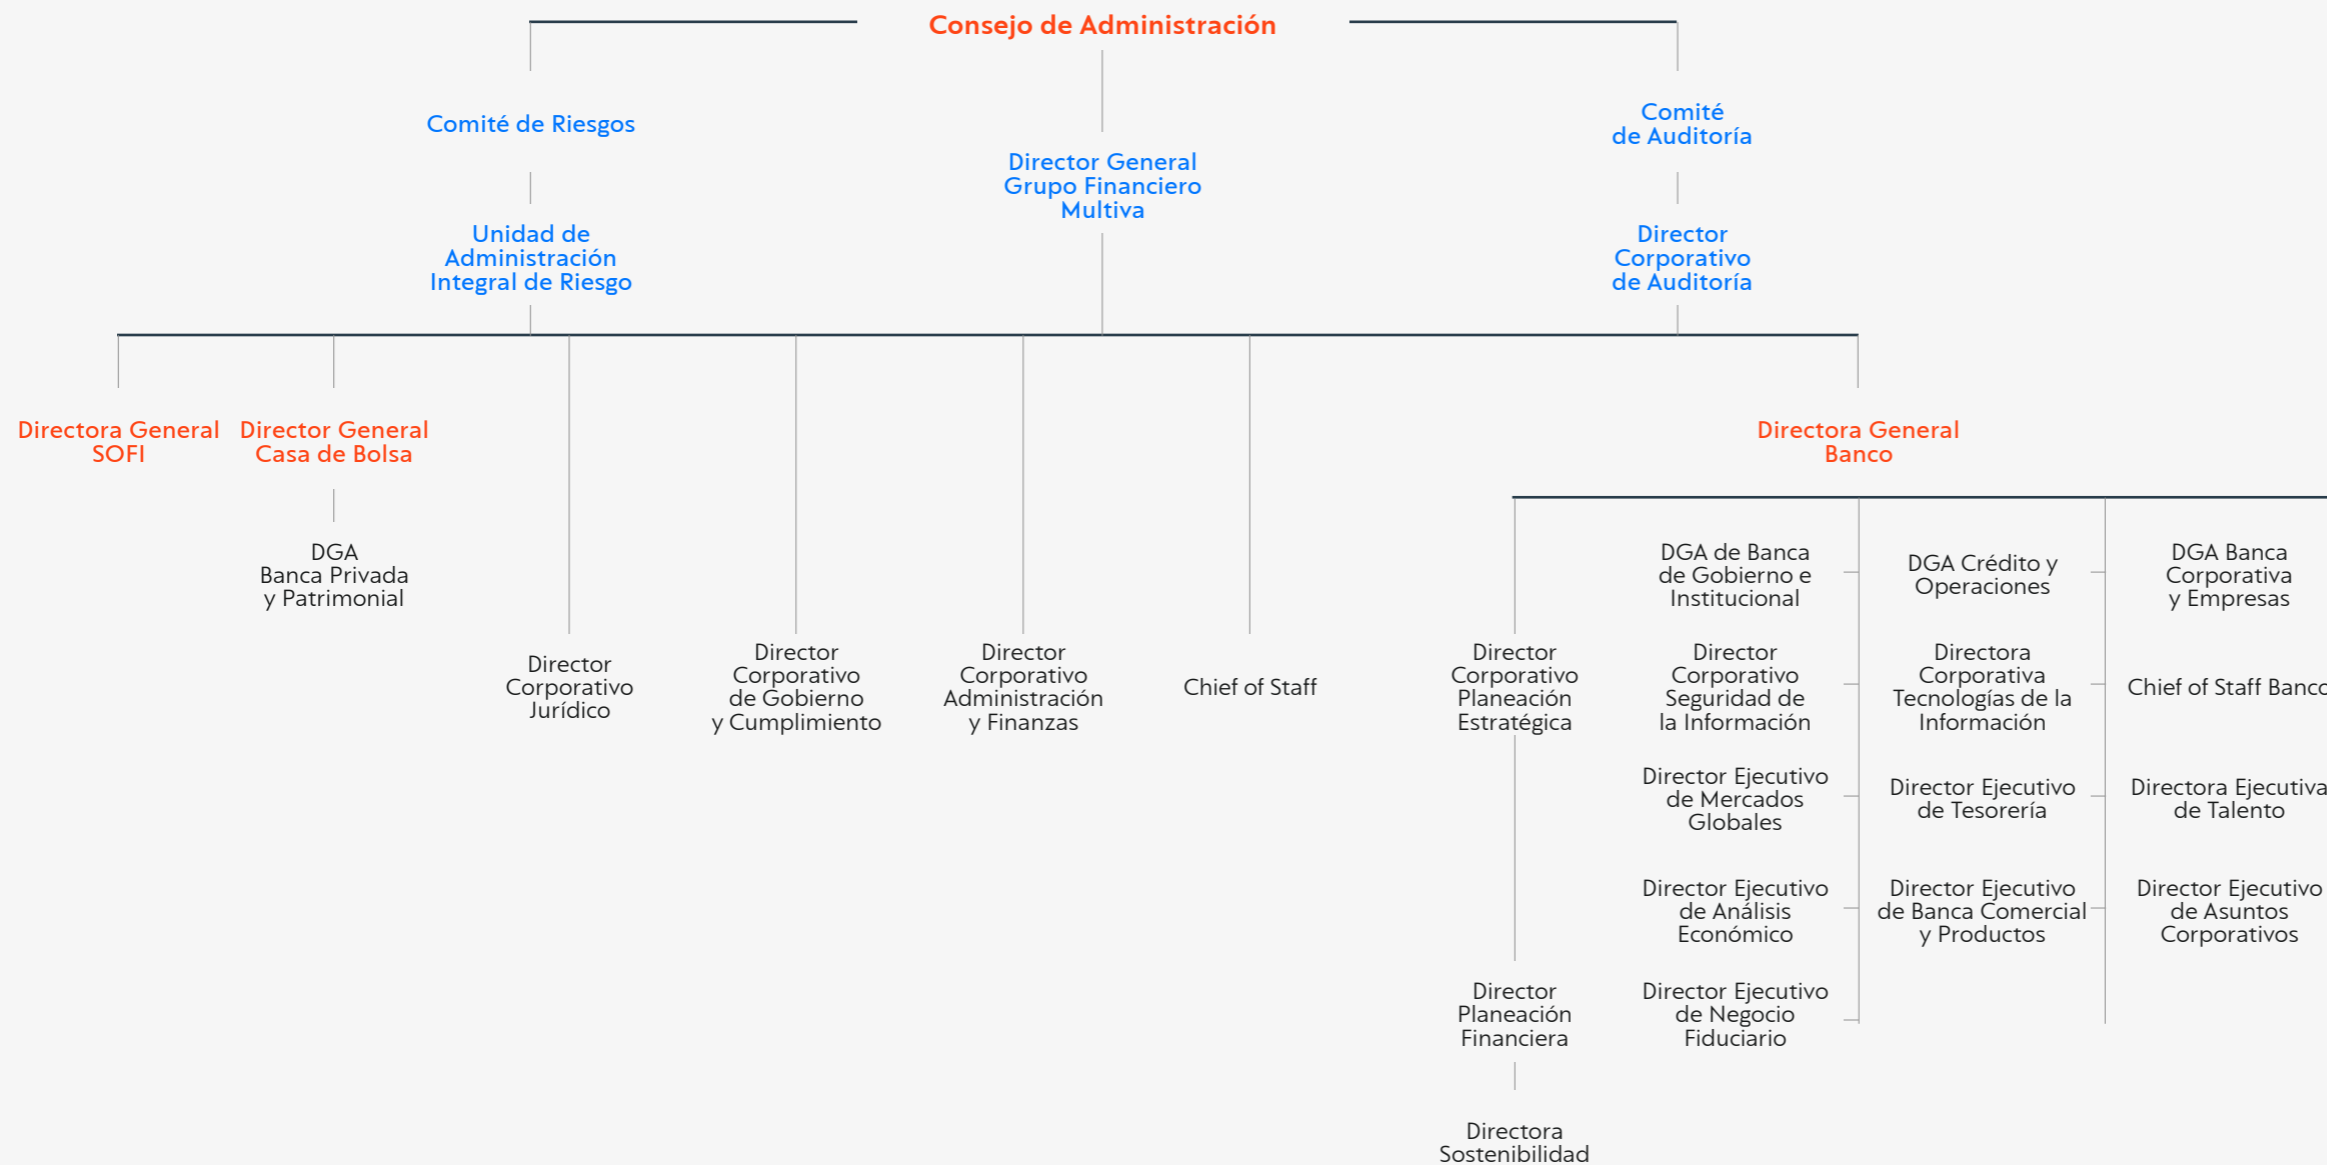 Consejo de Administración
Comité de Riesgos
Comité
de Auditoría
Director General
Grupo Financiero
Multiva
Unidad de
Administración
Integral de Riesgo
Director
Corporativo
de Auditoría
Directora General
SOFI
Director General
Casa de Bolsa
Directora General
Banco
DGA
Banca Privada
y Patrimonial
DGA de Banca
de Gobierno e
Institucional
DGA Crédito y
Operaciones
DGA Banca
Corporativa
y Empresas
Director
Corporativo
Jurídico
Director
Corporativo
de Gobierno
y Cumplimiento
Director
Corporativo
Administración
y Finanzas
Chief of Staff
Director
Corporativo
Planeación
Estratégica
Director
Corporativo
Seguridad de
la Información
Directora
Corporativa
Tecnologías de la
Información
Chief of Staff Banco
Director Ejecutivo
de Mercados
Globales
Director Ejecutivo
de Tesorería
Directora Ejecutiva
de Talento
Director Ejecutivo
de Análisis
Económico
Director Ejecutivo
de Banca Comercial
y Productos
Director Ejecutivo
de Asuntos
Corporativos
Director
Planeación
Financiera
Director Ejecutivo
de Negocio
Fiduciario
Directora
Sostenibilidad